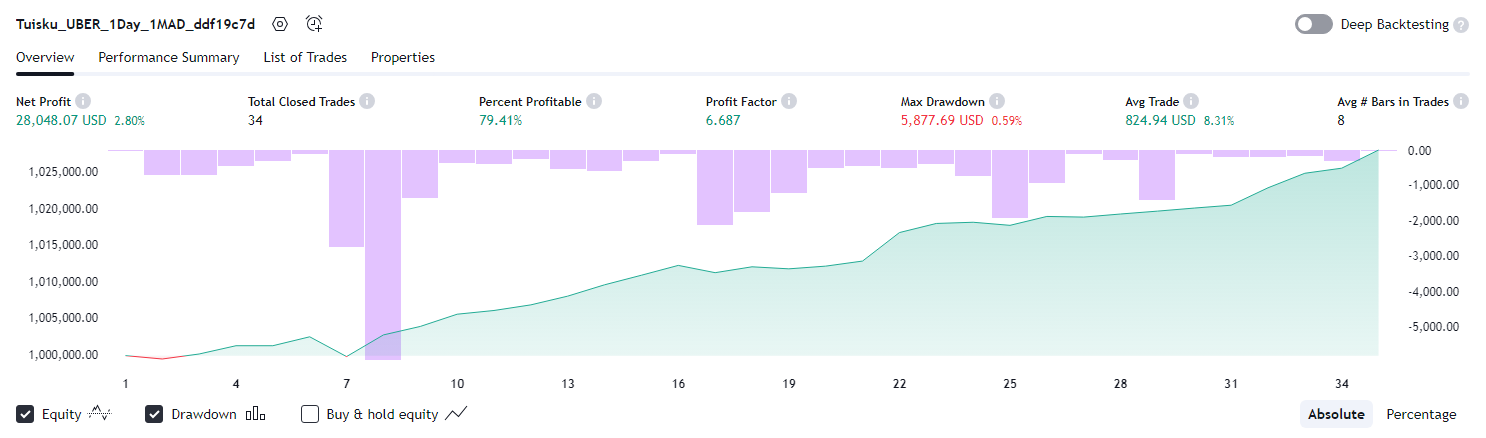 Tuisku_UBER_1Day_1MAD_ddf19c7d Deep Backtesting ?
Overview Performance Summary List of Trades Properties
Net Profit i Total Closed Trades i Percent Profitable i Profit Factor i Max Drawdown i Avg Trade i Avg # Bars in Trades i
28,048.07 USD 2.80% 34 79.41% 6.687 5,877.69 USD 0.59% 824.94 USD 8.31% 8
0.00
1,025,000.00
-1,000.00
1,020,000.00
-2,000.00
1,015,000.00
-3,000.00
1,010,000.00
-4,000.00
1,005,000.00
-5,000.00
1,000,000.00
1 4 7 10 13 16 19 22 25 28 31 34
Equity Drawdown Buy & hold equity Absolute Percentage